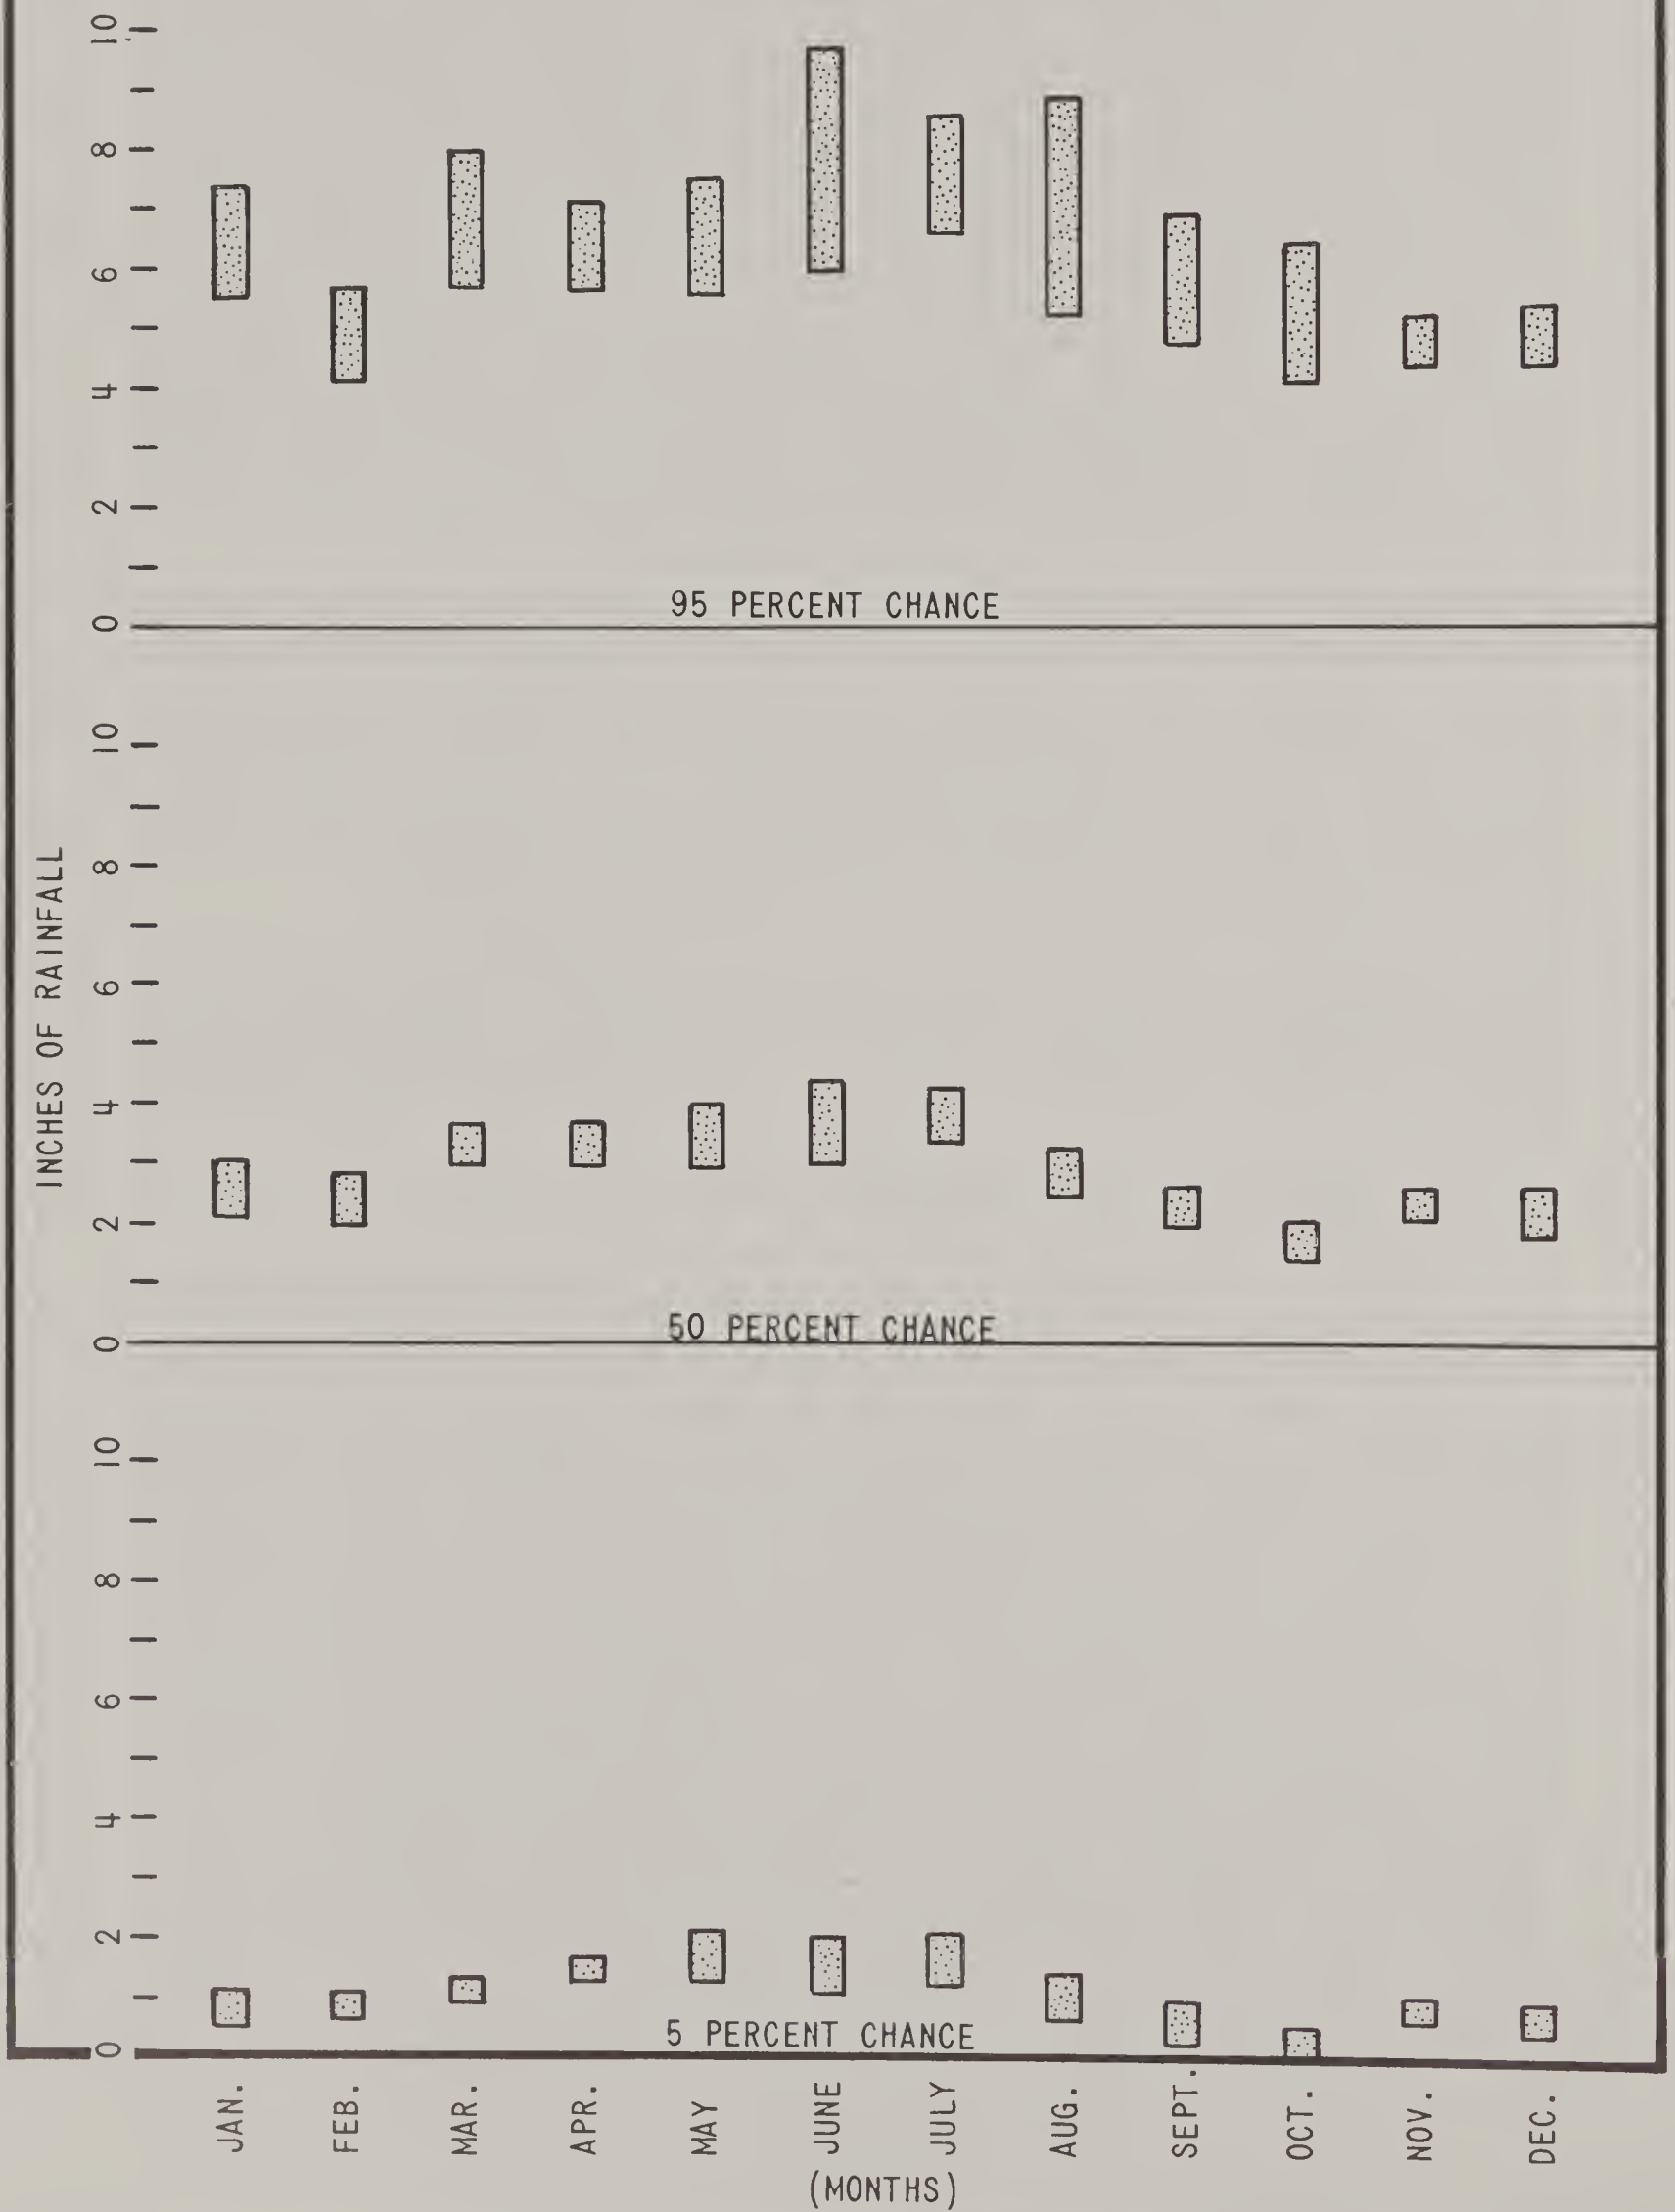 INCHES OF RAINFALL
10
8
6
4
2
0
95 PERCENT CHANCE
10
8
6
4
2
0
50 PERCENT CHANCE
10
8
6
4
2
0
5 PERCENT CHANCE
JAN.
FEB.
MAR.
APR.
MAY
JUNE
JULY
AUG.
SEPT.
OCT.
NOV.
DEC.
(MONTHS)